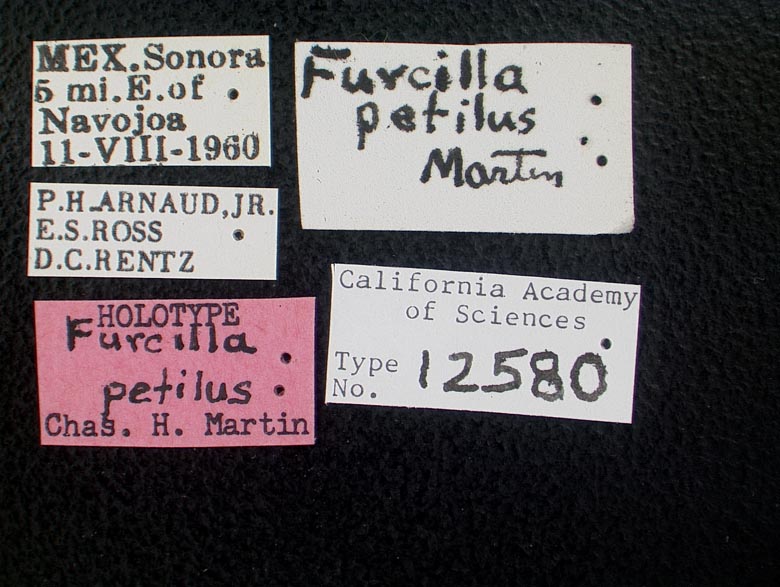 MEX.Sonora
5 mi.E.of
Navojoa
11-VIII-1960
P.H.ARNAUD,JR.
E.S.ROSS
D.C.RENTZ
HOLOTYPE
Furcilla
petilus
Chas. H. Martin
Furcilla
petilus
Martin
California Academy
of Sciences
Type
No. 12580